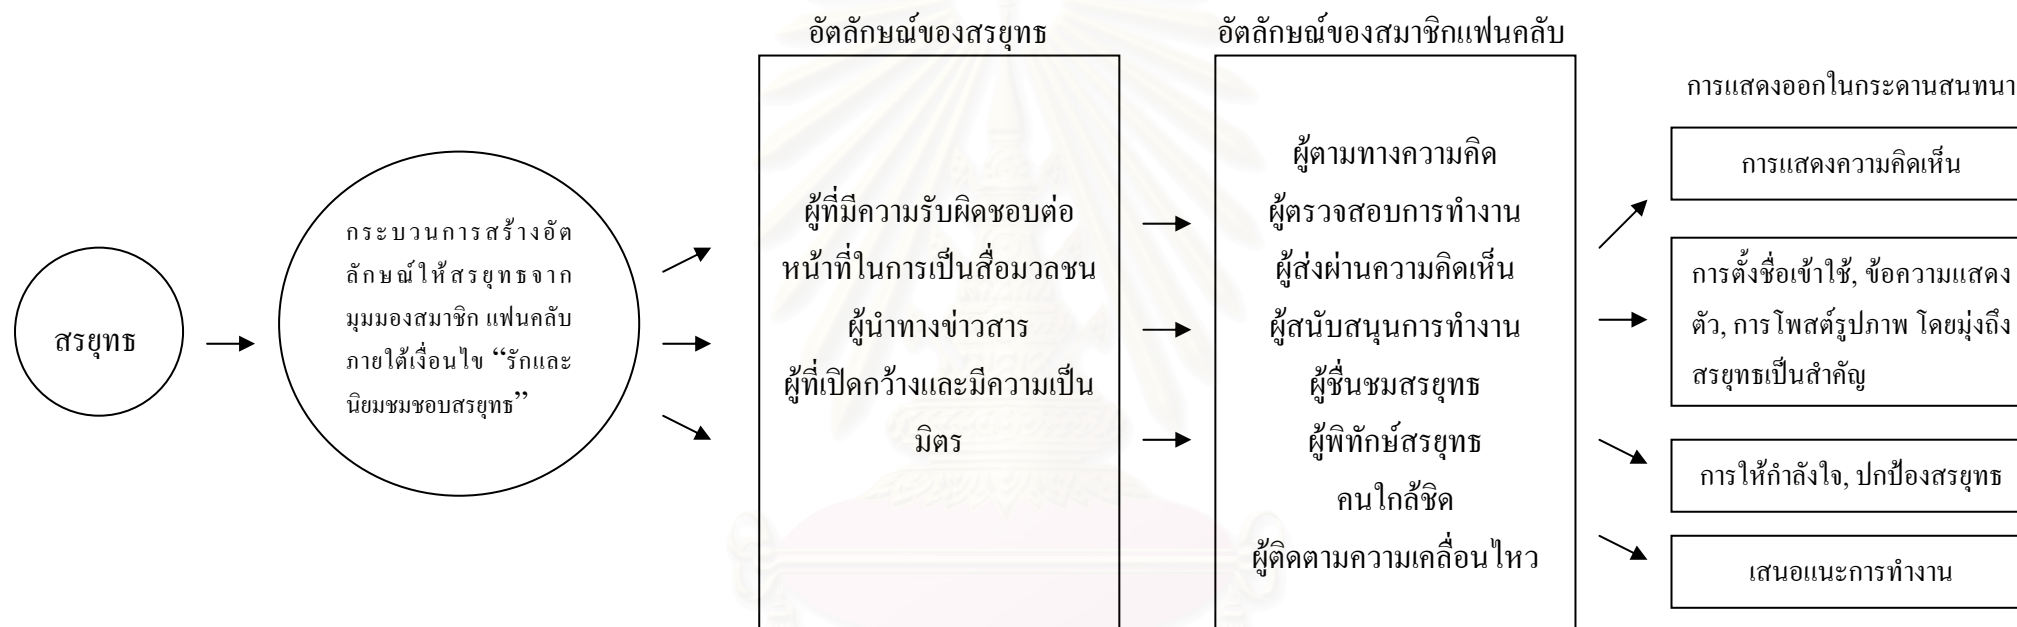 สรยุทธ
กระบวนการสร้างอัต
ลักษณ์ให้สรยุทธจาก
มุมมองสมาชิก แฟนคลับ
ภายใต้เงื่อนไข “รักและ
นิยมชมชอบสรยุทธ”
อัตลักษณ์ของสรยุทธ
ผู้ที่มีความรับผิดชอบต่อ
หน้าที่ในการเป็นสื่อมวลชน
ผู้นำทางข่าวสาร
ผู้ที่เปิดกว้างและมีความเป็น
มิตร
อัตลักษณ์ของสมาชิกแฟนคลับ
ผู้ตามทางความคิด
ผู้ตรวจสอบการทำงาน
ผู้ส่งผ่านความคิดเห็น
ผู้สนับสนุนการทำงาน
ผู้ชื่นชมสรยุทธ
ผู้พิทักษ์สรยุทธ
คนใกล้ชิด
ผู้ติดตามความเคลื่อนไหว
การแสดงออกในกระดานสนทนา
การแสดงความคิดเห็น
การตั้งชื่อเข้าใช้, ข้อความแสดง
ตัว, การโพสต์รูปภาพ โดยมุ่งถึง
สรยุทธเป็นสำคัญ
การให้กำลังใจ, ปกป้องสรยุทธ
เสนอแนะการทำงาน